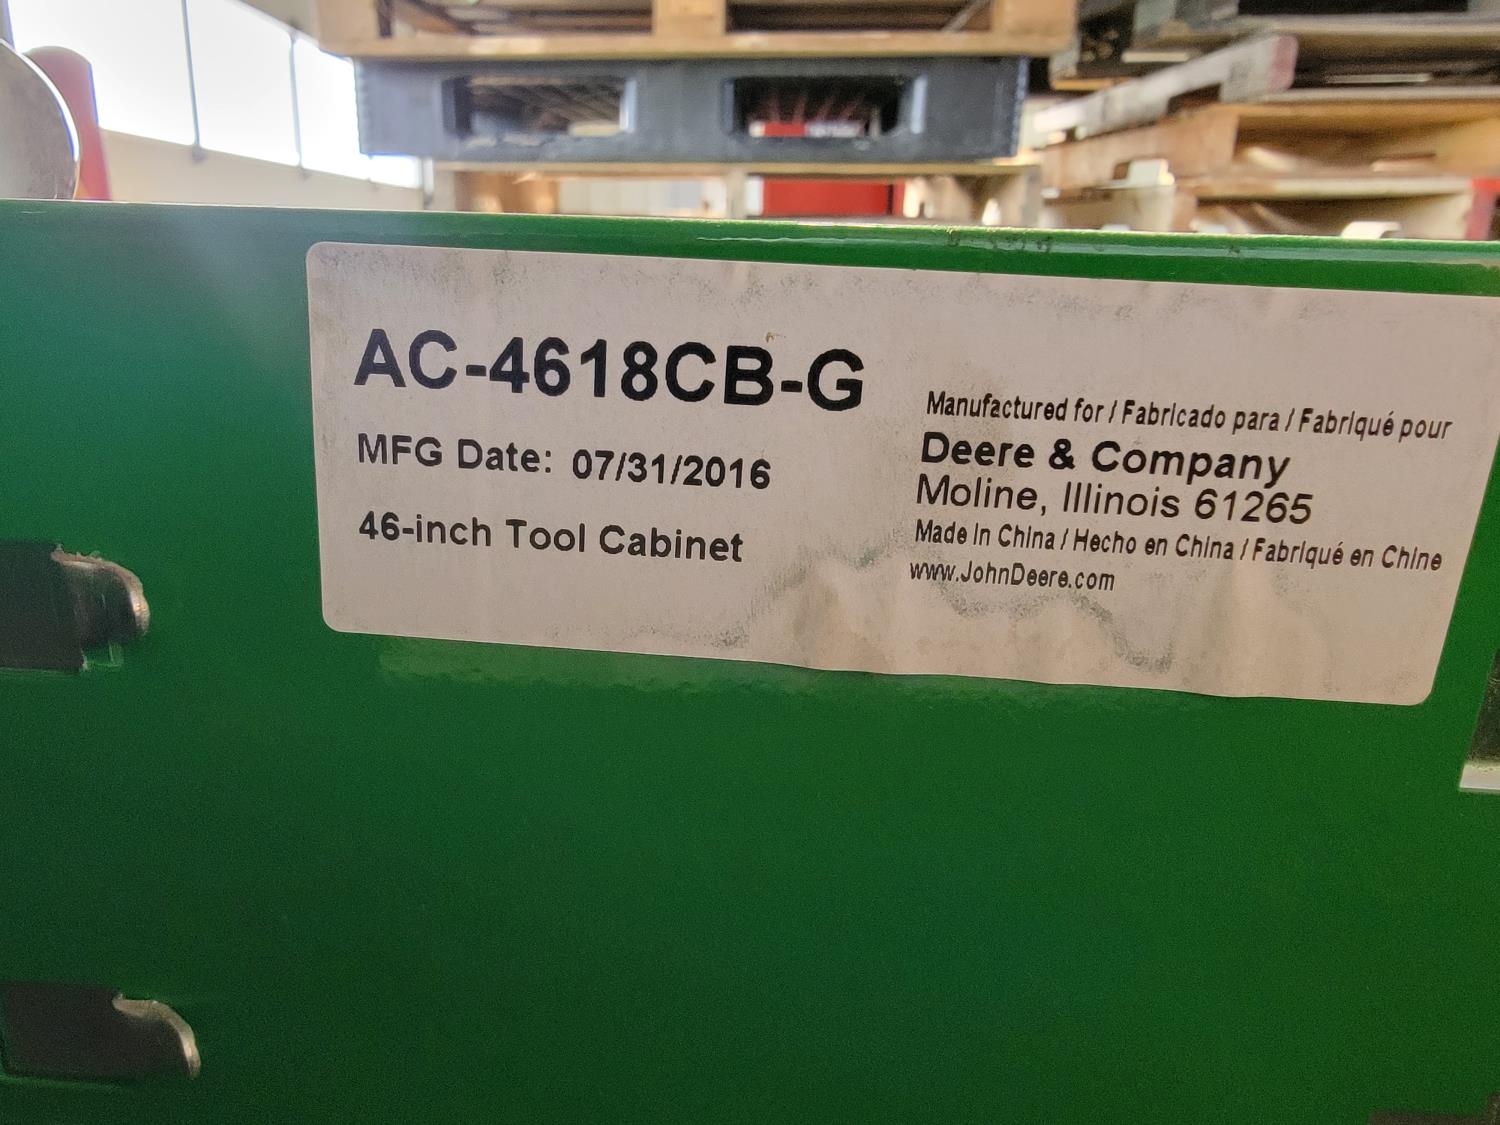 AC-4618CB-G
MFG Date: 07/31/2016
46-inch Tool Cabinet
Manufactured for / Fabricado para / Fabriqué pour
Deere & Company
Moline, Illinois 61265
Made in China / Hecho en China / Fabriqué en Chine
www.JohnDeere.com